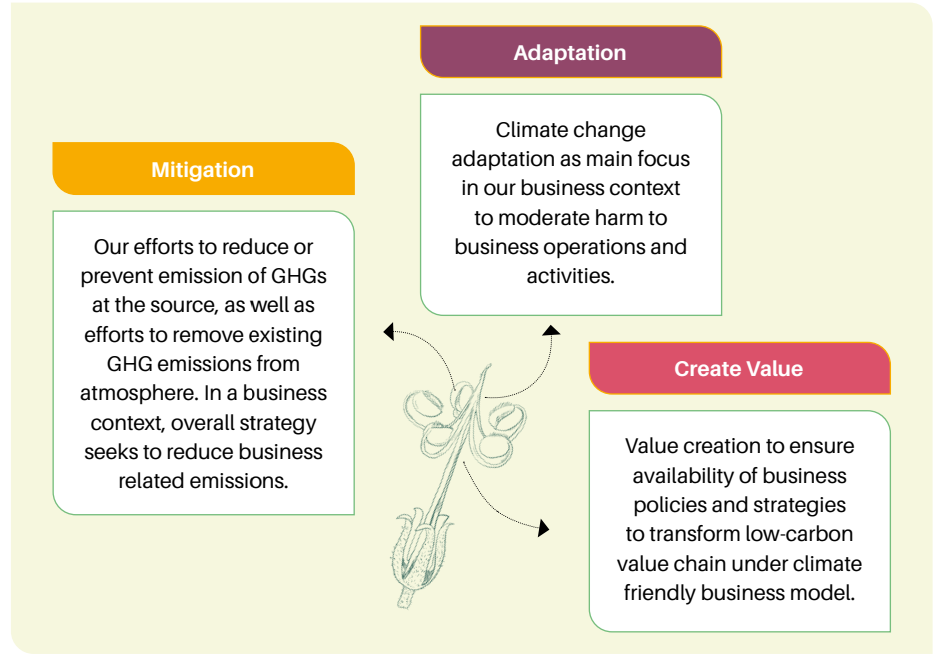 Mitigation
Our efforts to reduce or
prevent emission of GHGs
at the source, as well as
efforts to remove existing
GHG emissions from
atmosphere. In a business
context, overall strategy
seeks to reduce business
related emissions.
Adaptation
Climate change
adaptation as main focus
in our business context
to moderate harm to
business operations and
activities.
Create Value
Value creation to ensure
availability of business
policies and strategies
to transform low-carbon
value chain under climate
friendly business model.